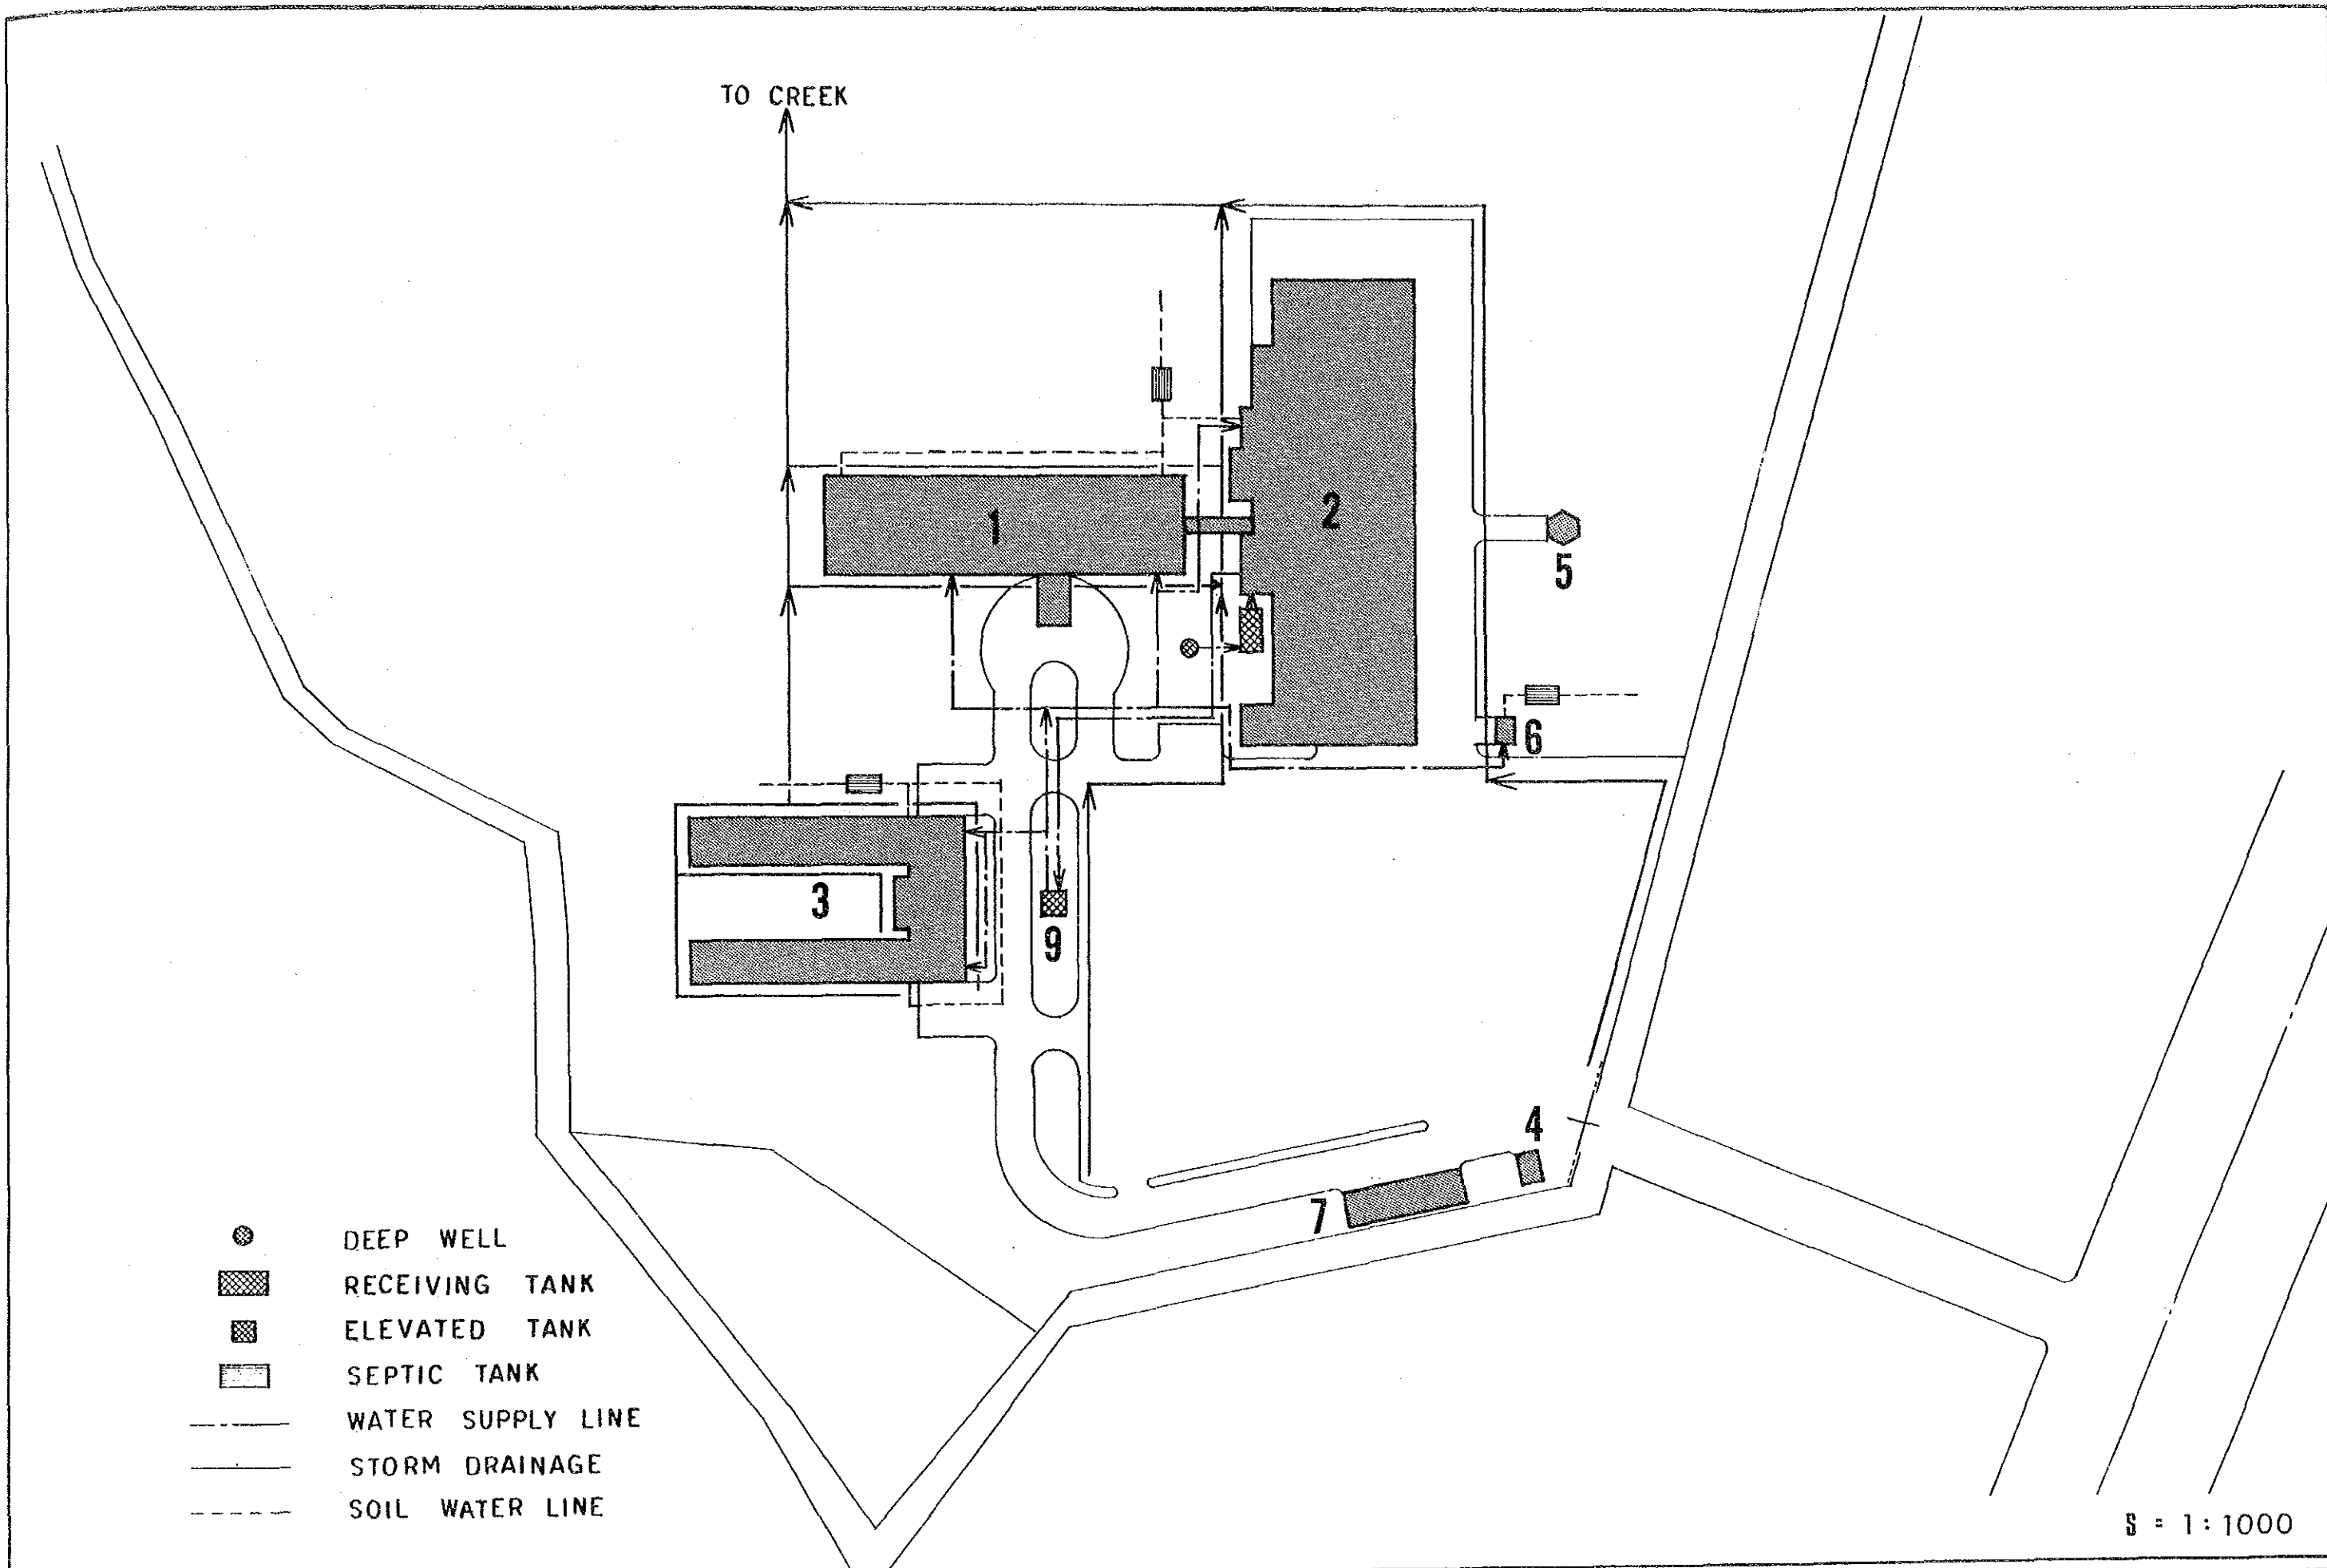 TO CREEK
1
2
5
6
3
9
4
7
DEEP WELL
RECEIVING TANK
ELEVATED TANK
SEPTIC TANK
WATER SUPPLY LINE
STORM DRAINAGE
SOIL WATER LINE
S = 1:1000